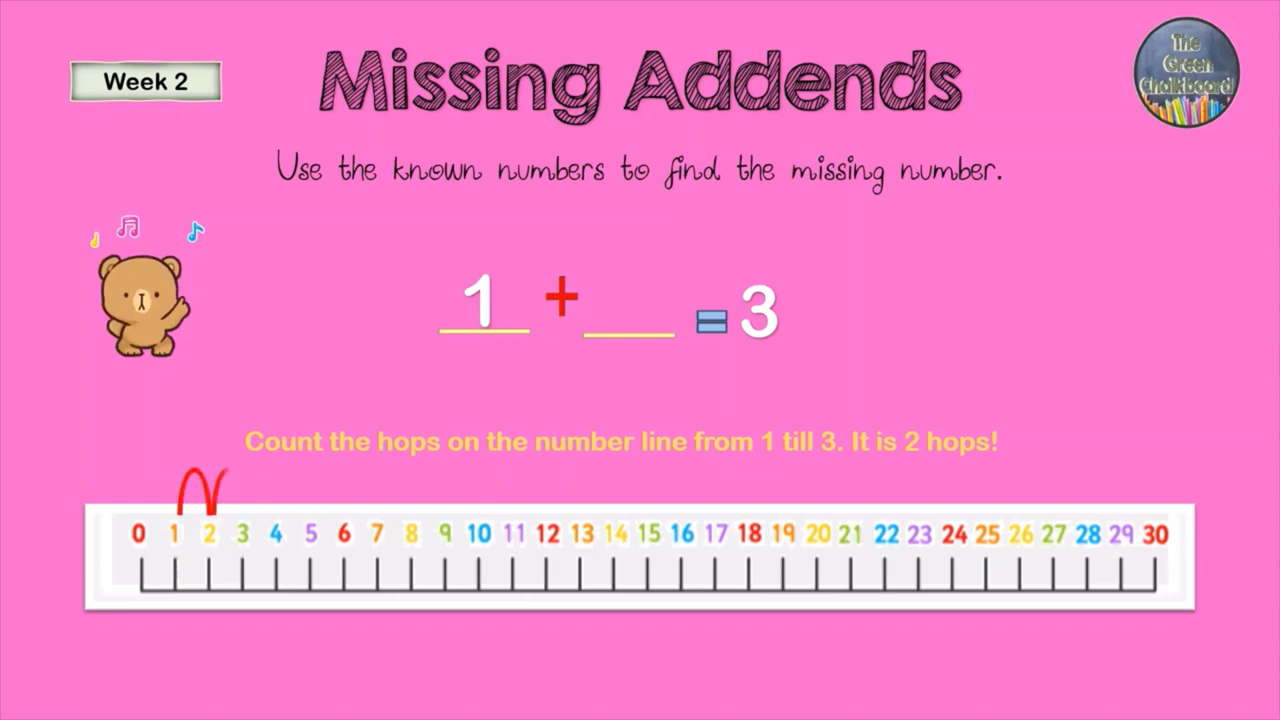 Week 2
Missing Addends
The
Green
Chalkboard
Use the known numbers to find the missing number.
1 + ___ = 3
Count the hops on the number line from 1 till 3. It is 2 hops!
0 1 2 3 4 5 6 7 8 9 10 11 12 13 14 15 16 17 18 19 20 21 22 23 24 25 26 27 28 29 30